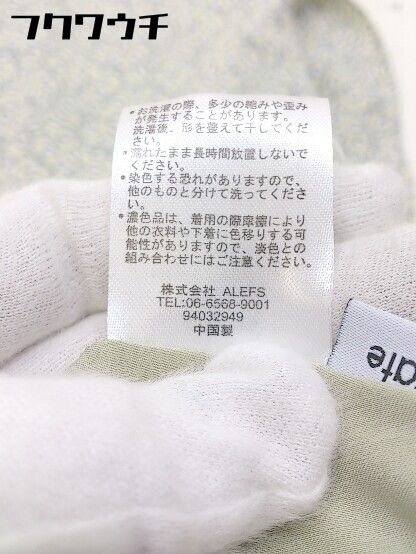 フクワウチ
・お洗濯の際、多少の縮みや歪み
が発生することがあります。
洗濯後、形を整えて干してくだ
さい。
・濡れたまま長時間放置しないで
ください。
・染色する恐れがありますので、
他のものと分けて洗ってくださ
い。
・濃色品は、着用の際摩擦により
他の衣料や下着に色移りする可
能性がありますので、淡色との
組み合わせにはご注意ください。
株式会社 ALEFS
TEL:06-6568-9001
94032949
中国製
ate